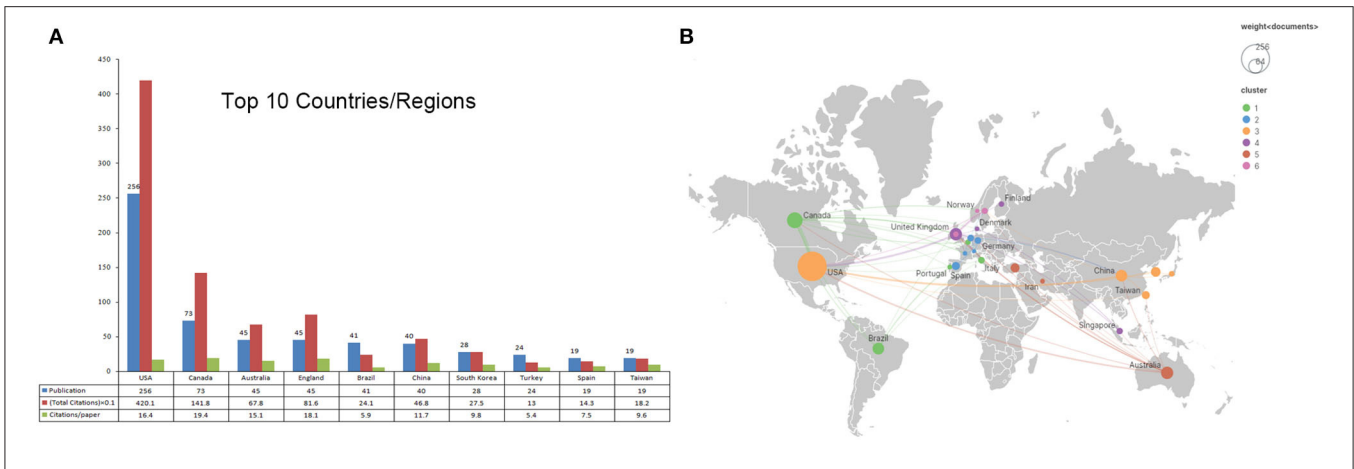 A
Top 10 Countries/Regions
450
400
350
300
250
200
150
100
50
0
256
73
45
45
41
40
28
24
19
19
USA Canada Australia England Brazil China South Korea Turkey Spain Taiwan
Publication 256 73 45 45 41 40 28 24 19 19
(Total Citations)×0.1 420.1 141.8 67.8 81.6 24.1 46.8 27.5 13 14.3 18.2
Citations/paper 16.4 19.4 15.1 18.1 5.9 11.7 9.8 5.4 7.5 9.6
B
weight<documents>
256
64
cluster
1
2
3
4
5
6
Canada
USA
Brazil
Norway
Finland
Denmark
United Kingdom
Germany
Portugal
Spain
Italy
Iran
China
Taiwan
Singapore
Australia